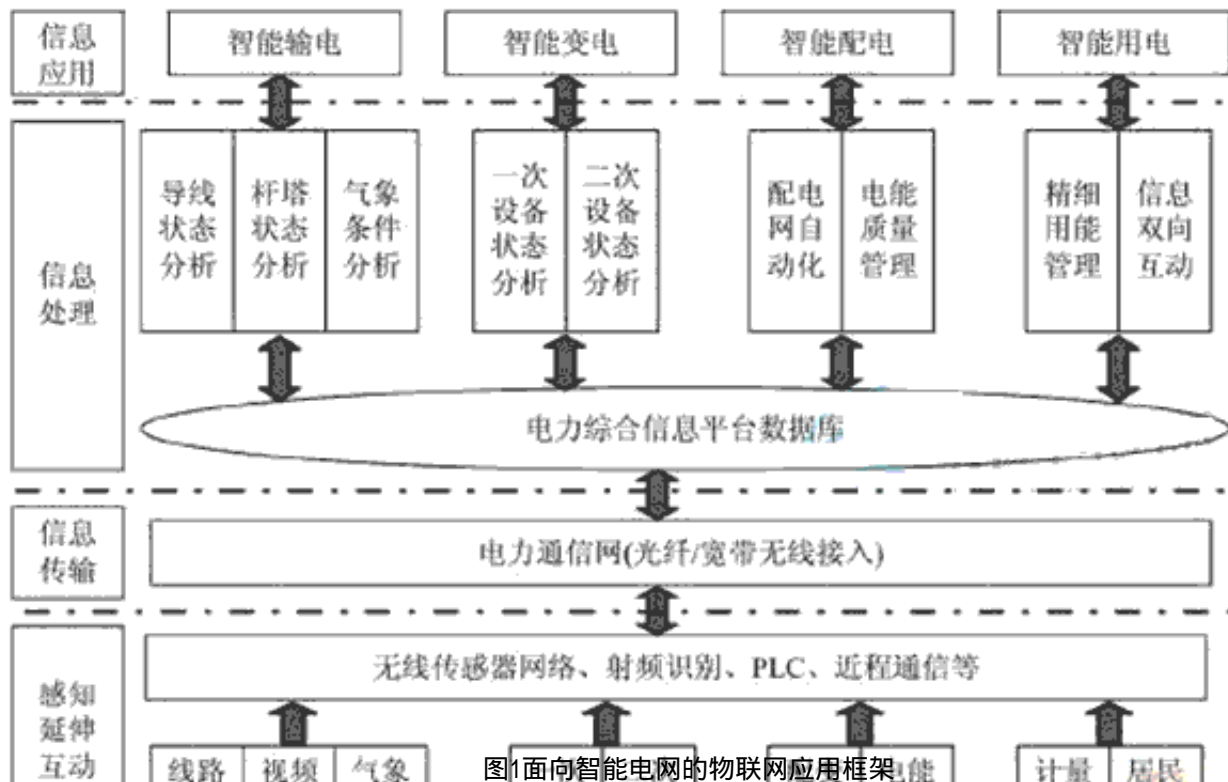 信息
应用
智能输电
智能变电
智能配电
智能用电
信息
处理
导线
状态
分析
杆塔
状态
分析
气象
条件
分析
一次
设备
状态
分析
二次
设备
状态
分析
配电
网自
动化
电能
质量
管理
精细
用能
管理
信息
双向
互动
电力综合信息平台数据库
信息
传输
电力通信网(光纤/宽带无线接入)
感知
延伸
互动
无线传感器网络、射频识别、PLC、近程通信等
线路
视频
气象
电能
计量
居民
图1面向智能电网的物联网应用框架